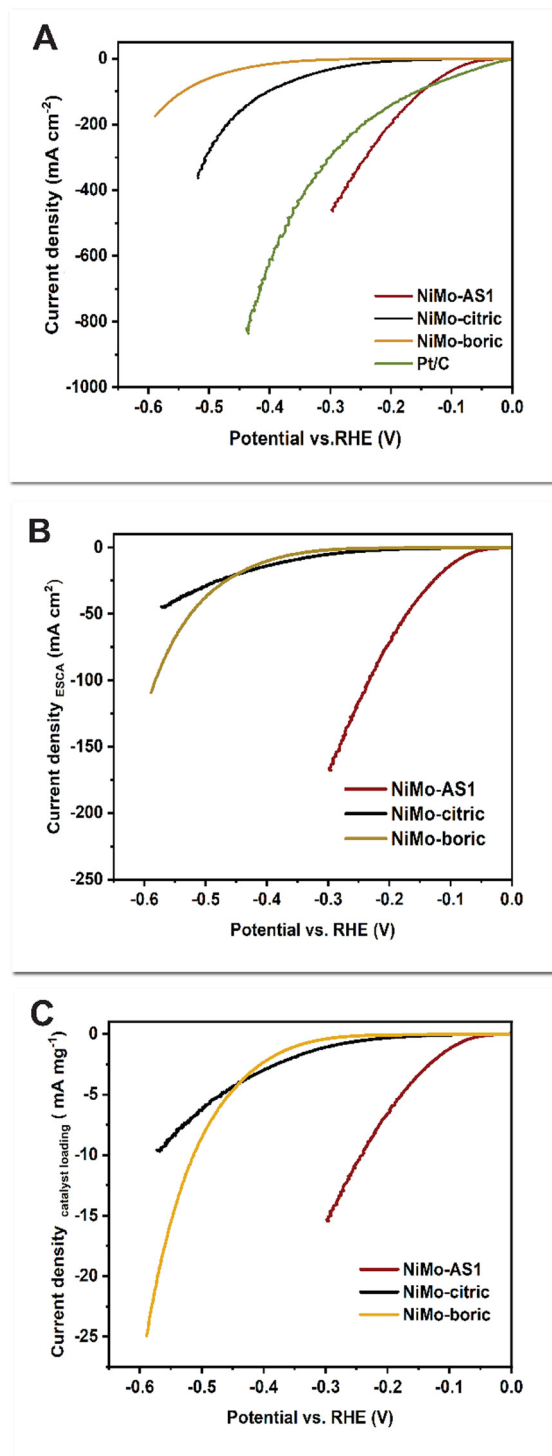 A
0
-200
-400
-600
-800
-1000
Current density (mA cm⁻²)
NiMo-AS1
NiMo-citric
NiMo-boric
Pt/C
-0.6 -0.5 -0.4 -0.3 -0.2 -0.1 0.0
Potential vs.RHE (V)
B
0
-50
-100
-150
-200
-250
Current density ESCA (mA cm²)
NiMo-AS1
NiMo-citric
NiMo-boric
-0.6 -0.5 -0.4 -0.3 -0.2 -0.1 0.0
Potential vs. RHE (V)
C
0
-5
-10
-15
-20
-25
Current density catalyst loading ( mA mg⁻¹)
NiMo-AS1
NiMo-citric
NiMo-boric
-0.6 -0.5 -0.4 -0.3 -0.2 -0.1 0.0
Potential vs. RHE (V)